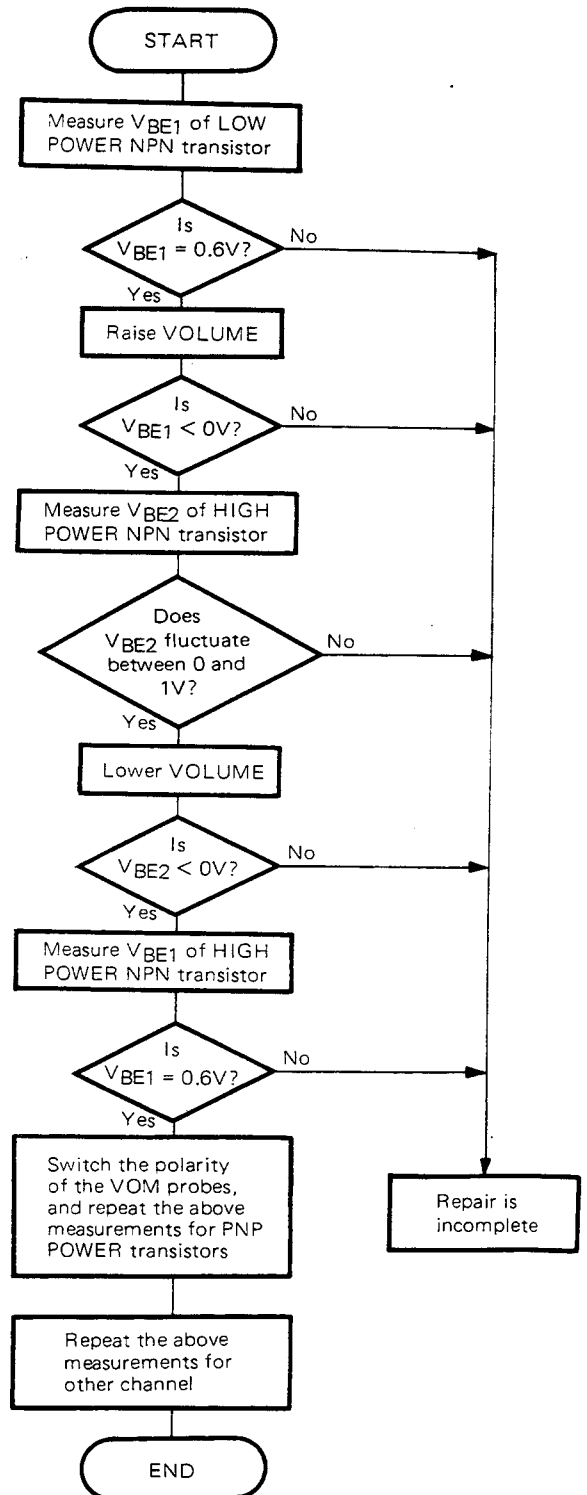 START
Measure VBE1 of LOW
POWER NPN transistor
Is
VBE1 = 0.6V?
No
Yes
Raise VOLUME
Is
VBE1 < 0V?
No
Yes
Measure VBE2 of HIGH
POWER NPN transistor
Does
VBE2 fluctuate
between 0 and
1V?
No
Yes
Lower VOLUME
Is
VBE2 < 0V?
No
Yes
Measure VBE1 of HIGH
POWER NPN transistor
Is
VBE1 = 0.6V?
No
Yes
Switch the polarity
of the VOM probes,
and repeat the above
measurements for PNP
POWER transistors
Repair is
incomplete
Repeat the above
measurements for
other channel
END